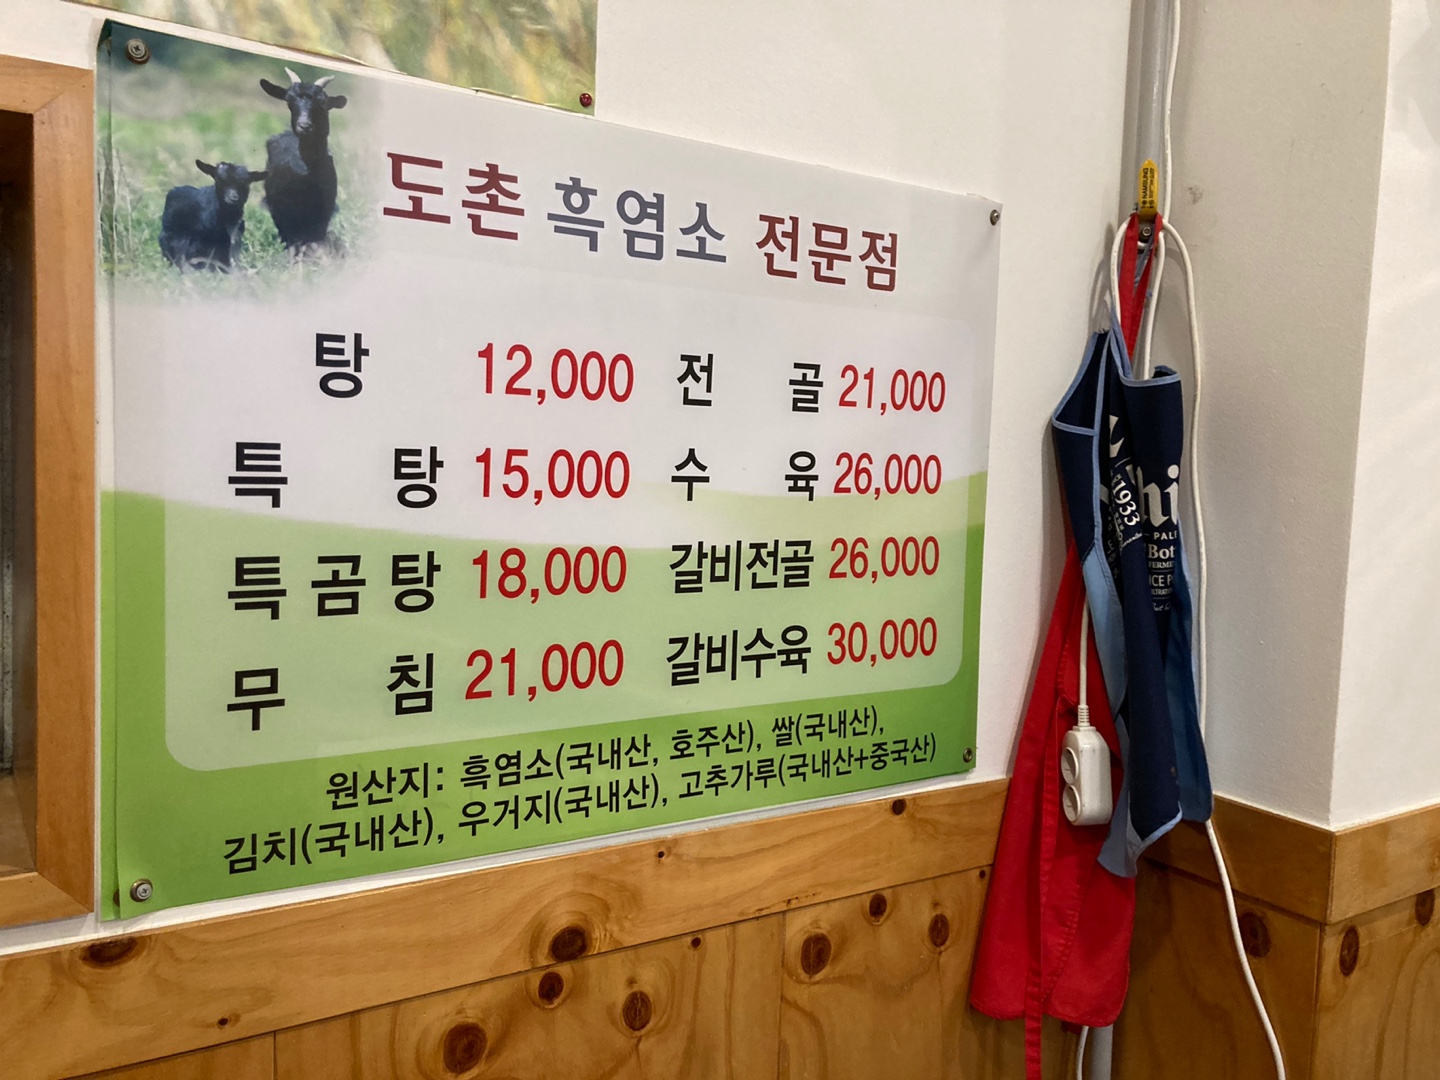 도촌 흑염소 전문점
탕 12,000 전골 21,000
특탕 15,000 수육 26,000
특곰탕 18,000 갈비전골 26,000
무침 21,000 갈비수육 30,000
원산지: 흑염소(국내산, 호주산), 쌀(국내산),
김치(국내산), 우거지(국내산), 고추가루(국내산+중국산)
1933